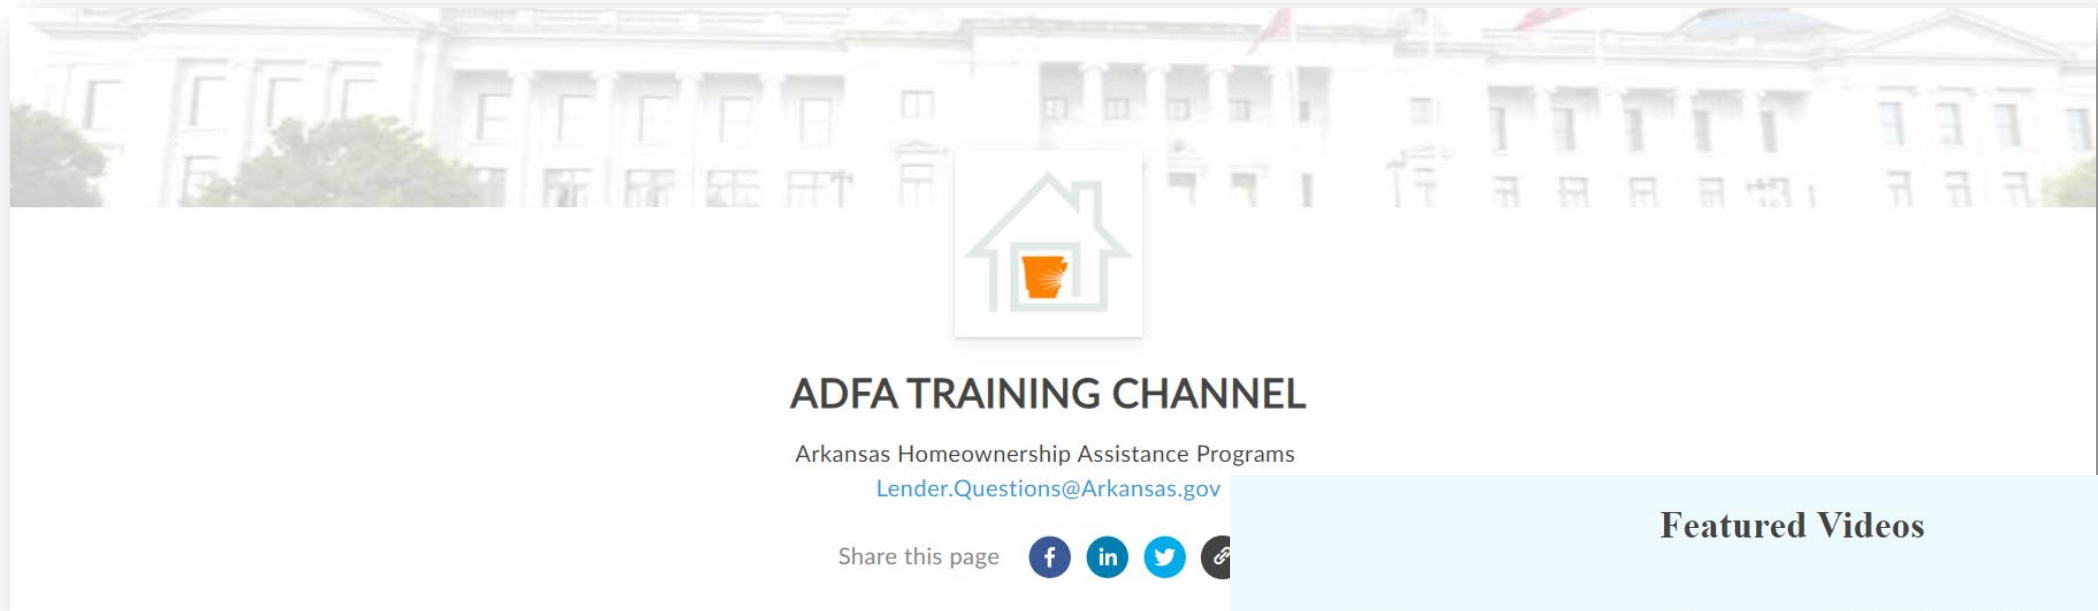 ADFA TRAINING CHANNEL
Arkansas Homeownership Assistance Programs
Lender.Questions@Arkansas.gov
Share this page
Featured Videos